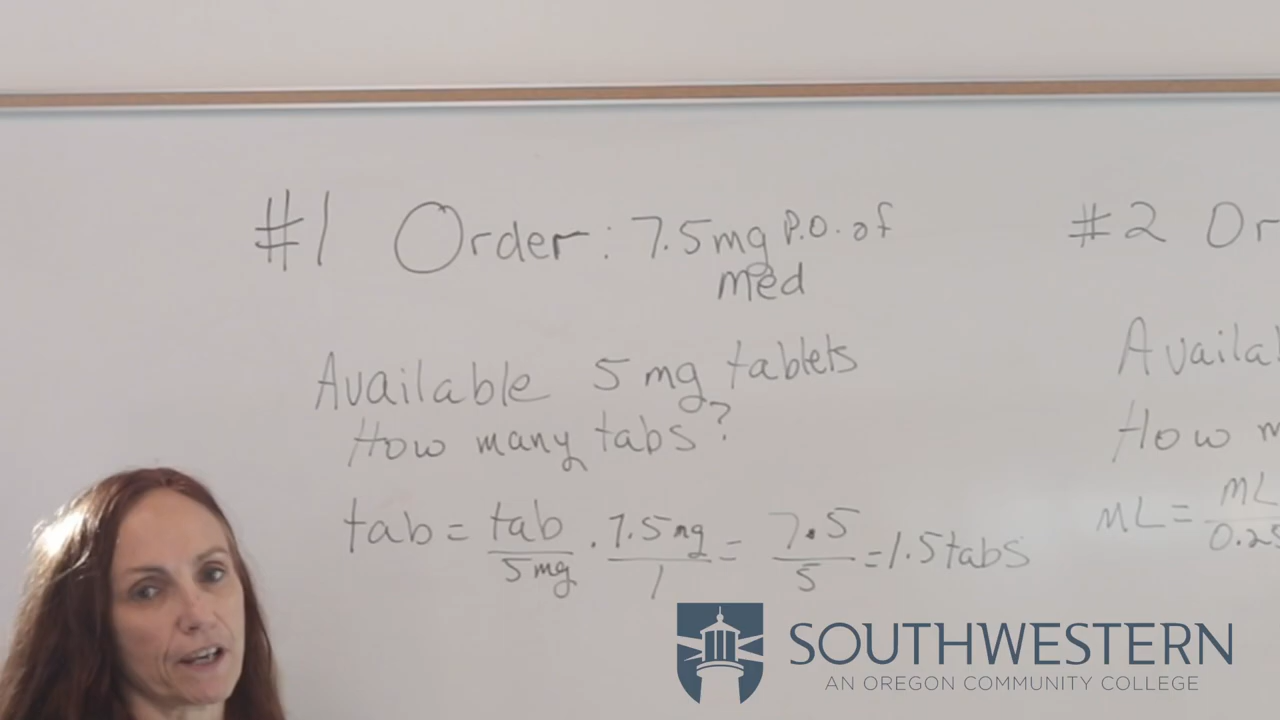 #1 Order: 7.5mg P.O. of
med
Available 5 mg tablets
How many tabs?
tab = tab/5mg . 7.5mg/1 = 7.5/5 = 1.5 tabs
#2 Or
Availa
How m
mL = mL/0.25
SOUTHWESTERN
AN OREGON COMMUNITY COLLEGE